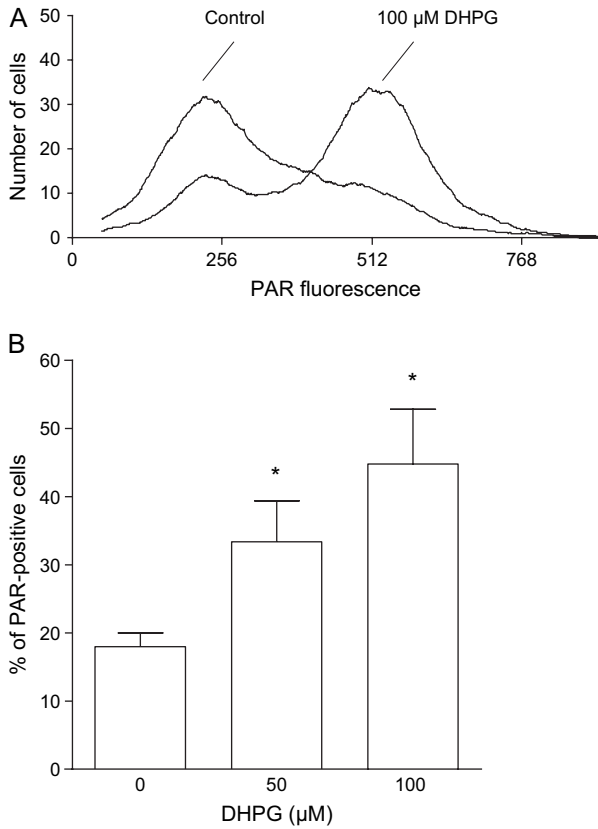 A
50
Control
100 µM DHPG
40
30
20
10
0
Number of cells
0
256
512
768
PAR fluorescence
B
60
*
50
*
40
30
20
10
0
% of PAR-positive cells
0
50
100
DHPG (µM)